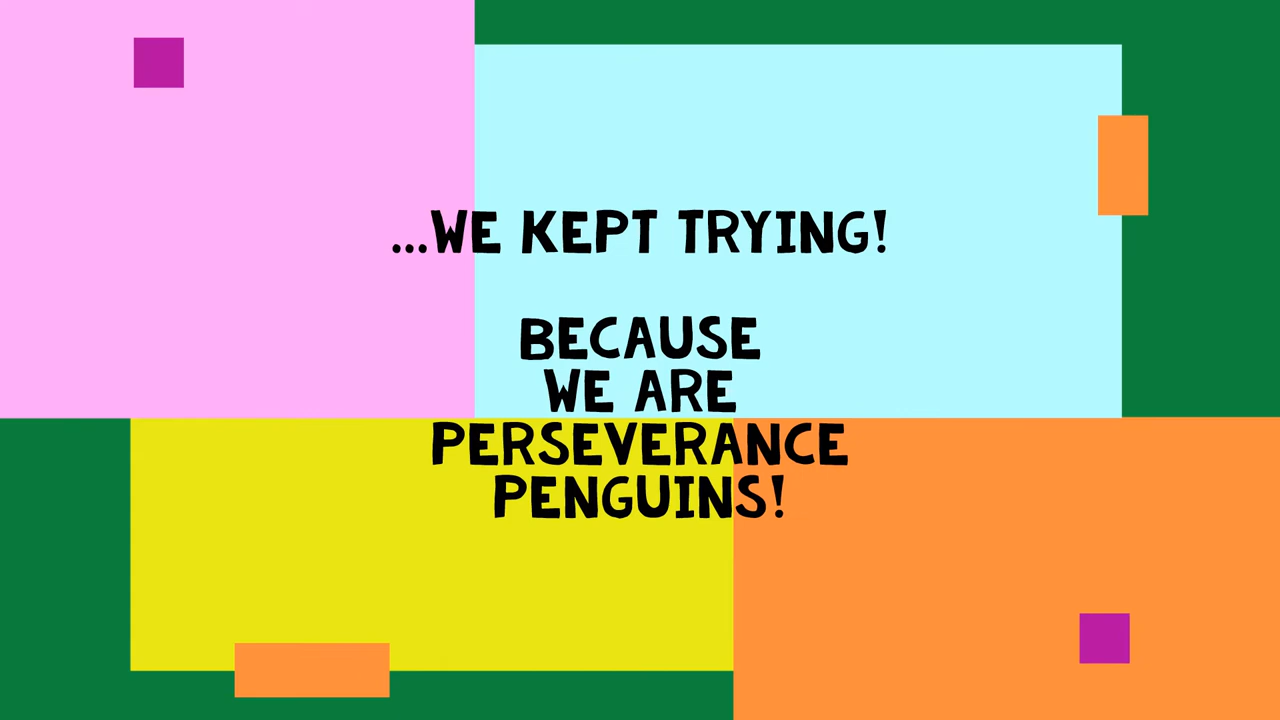 ...WE KEPT TRYING!
BECAUSE
WE ARE
PERSEVERANCE
PENGUINS!